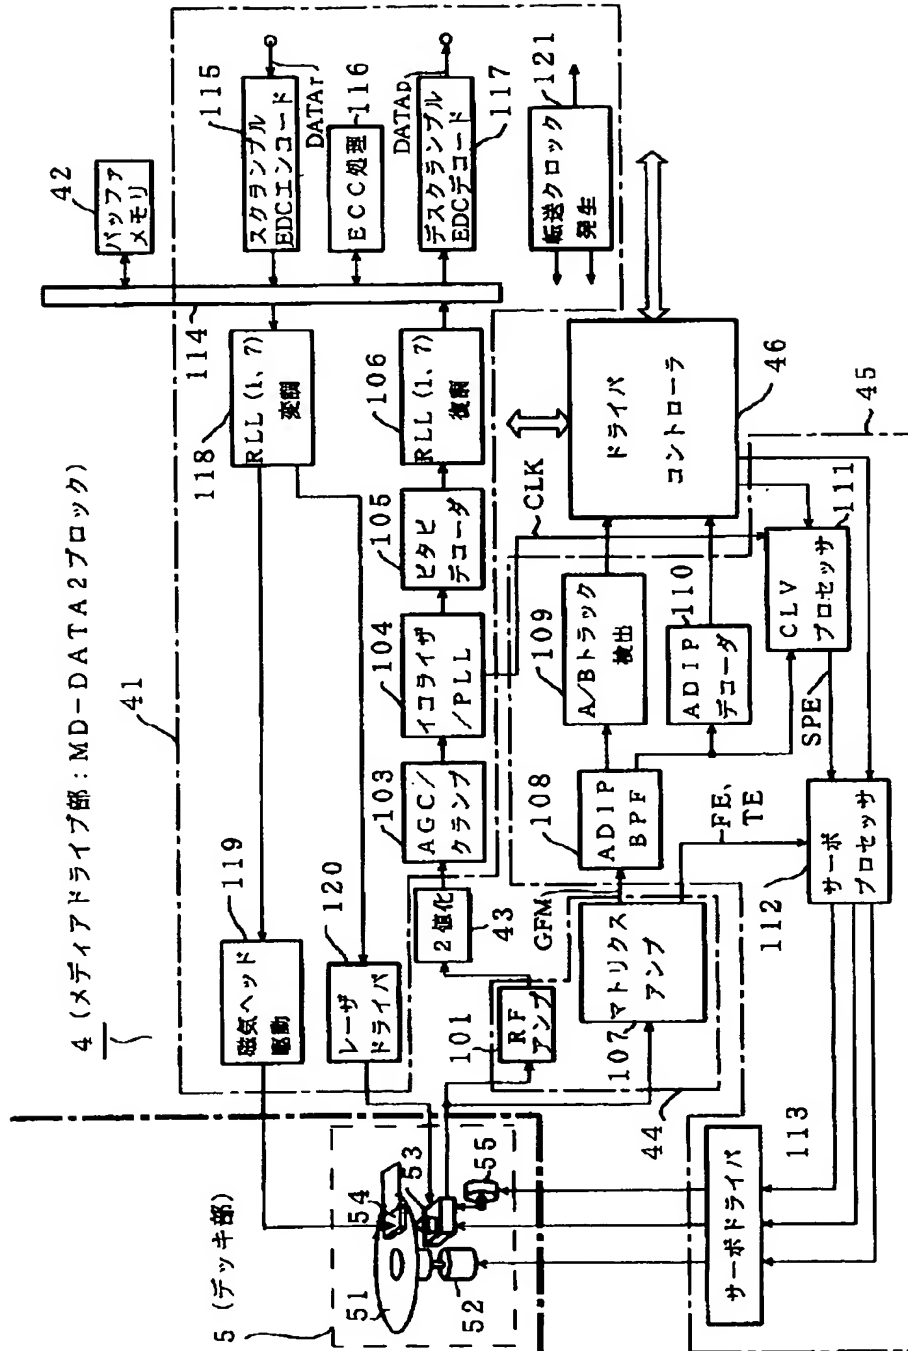 4 (メディアドライブ部:MD-DATA2ブロック)
5 (デッキ部)
41
42
バッファ
メモリ
114
115
スクランブル
EDCエンコード
DATAr
ECC処理
116
DATAp
デスクランブル
EDCデコード
117
転送クロック
発生
121
118
RLL(1、7)
変調
106
RLL(1、7)
復調
105
ビタビ
デコーダ
104
イコライザ
/PLL
103
AGC/
クランプ
2値化
43
119
磁気ヘッド
駆動
120
レーザ
ドライバ
101
RF
アンプ
107
マトリクス
アンプ
44
GFM
108
ADIP
BPF
109
A/Bトラック
検出
110
ADIP
デコーダ
CLK
ドライバ
コントローラ
46
45
CLV
プロセッサ
111
SPE
FE、
TE
サーボ
プロセッサ
112
113
サーボドライバ
51
52
53
54
55